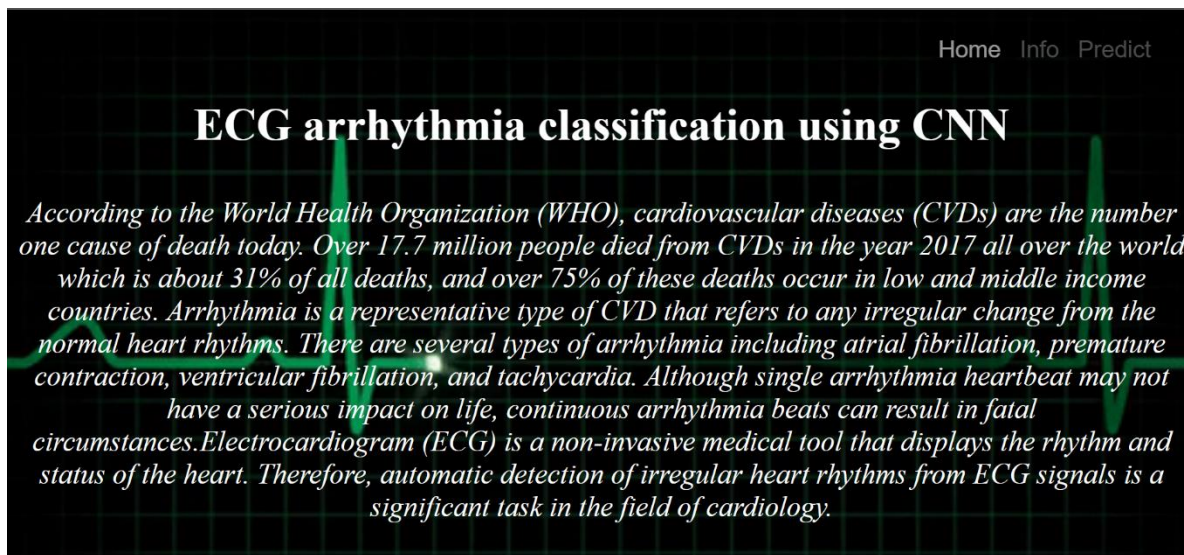 Home Info Predict
ECG arrhythmia classification using CNN
According to the World Health Organization (WHO), cardiovascular diseases (CVDs) are the number
one cause of death today. Over 17.7 million people died from CVDs in the year 2017 all over the world
which is about 31% of all deaths, and over 75% of these deaths occur in low and middle income
countries. Arrhythmia is a representative type of CVD that refers to any irregular change from the
normal heart rhythms. There are several types of arrhythmia including atrial fibrillation, premature
contraction, ventricular fibrillation, and tachycardia. Although single arrhythmia heartbeat may not
have a serious impact on life, continuous arrhythmia beats can result in fatal
circumstances.Electrocardiogram (ECG) is a non-invasive medical tool that displays the rhythm and
status of the heart. Therefore, automatic detection of irregular heart rhythms from ECG signals is a
significant task in the field of cardiology.